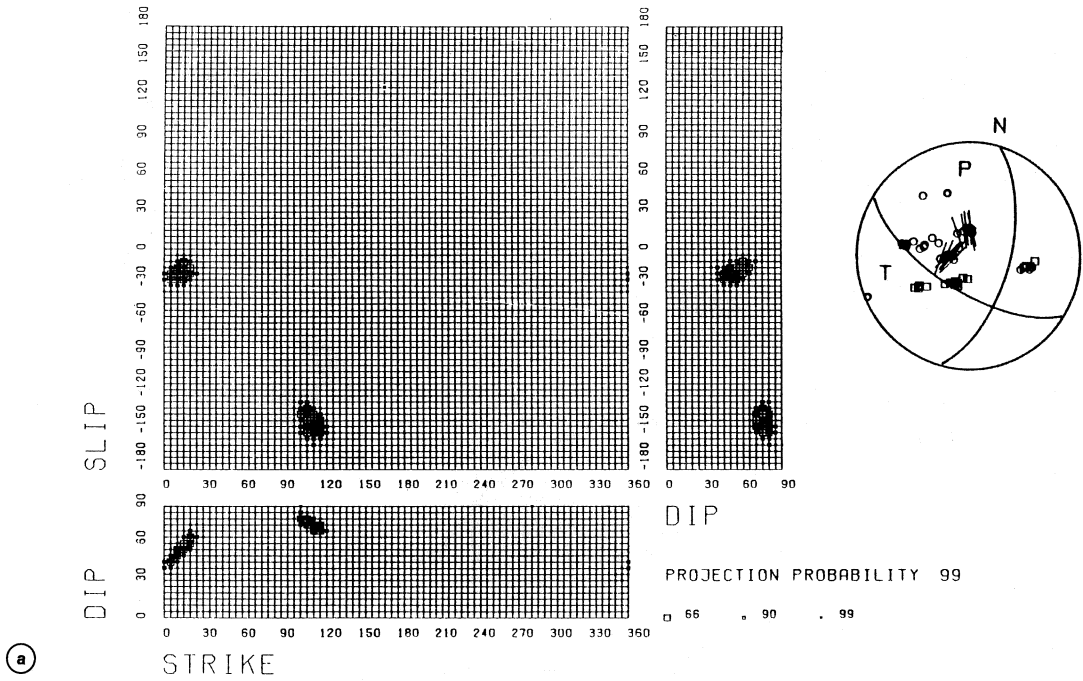 180 150 120 90 60 30 0 -30 -60 -90 -120 -150 -180
SLIP
0 30 60 90 120 150 180 210 240 270 300 330 360
180 150 120 90 60 30 0 -30 -60 -90 -120 -150 -180
0 30 60 90
DIP
N
P
T
90 60 30 0
DIP
0 30 60 90 120 150 180 210 240 270 300 330 360
STRIKE
PROJECTION PROBABILITY 99
66 90 99
a